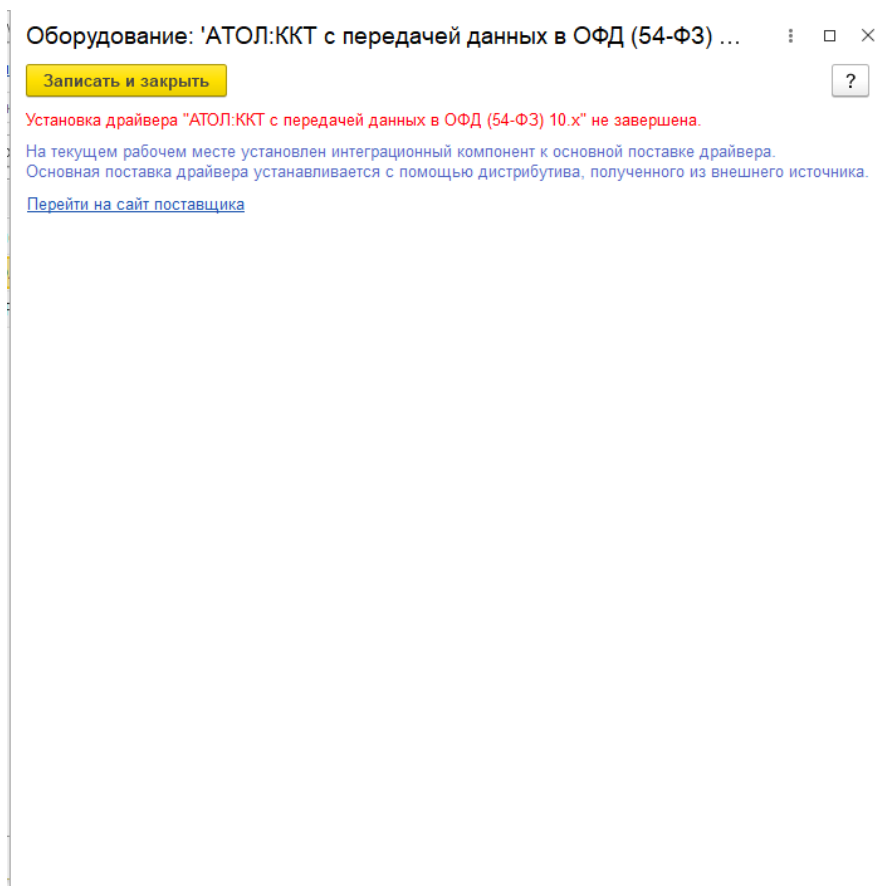 Оборудование: 'АТОЛ:ККТ с передачей данных в ОФД (54-ФЗ) ...
Записать и закрыть
?
Установка драйвера "АТОЛ:ККТ с передачей данных в ОФД (54-ФЗ) 10.x" не завершена.
На текущем рабочем месте установлен интеграционный компонент к основной поставке драйвера.
Основная поставка драйвера устанавливается с помощью дистрибутива, полученного из внешнего источника.
Перейти на сайт поставщика